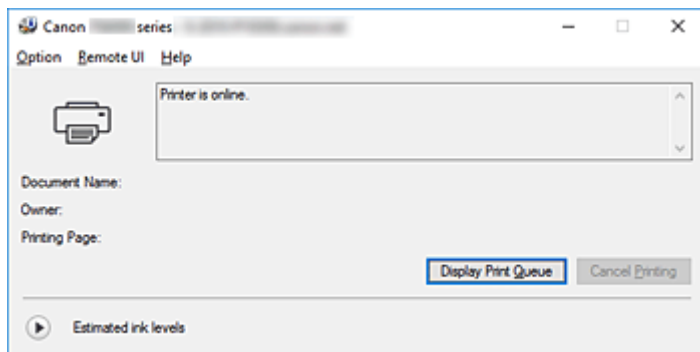 Canon series
Option Remote UI Help
Printer is online.
Document Name:
Owner:
Printing Page:
Display Print Queue Cancel Printing
Estimated ink levels